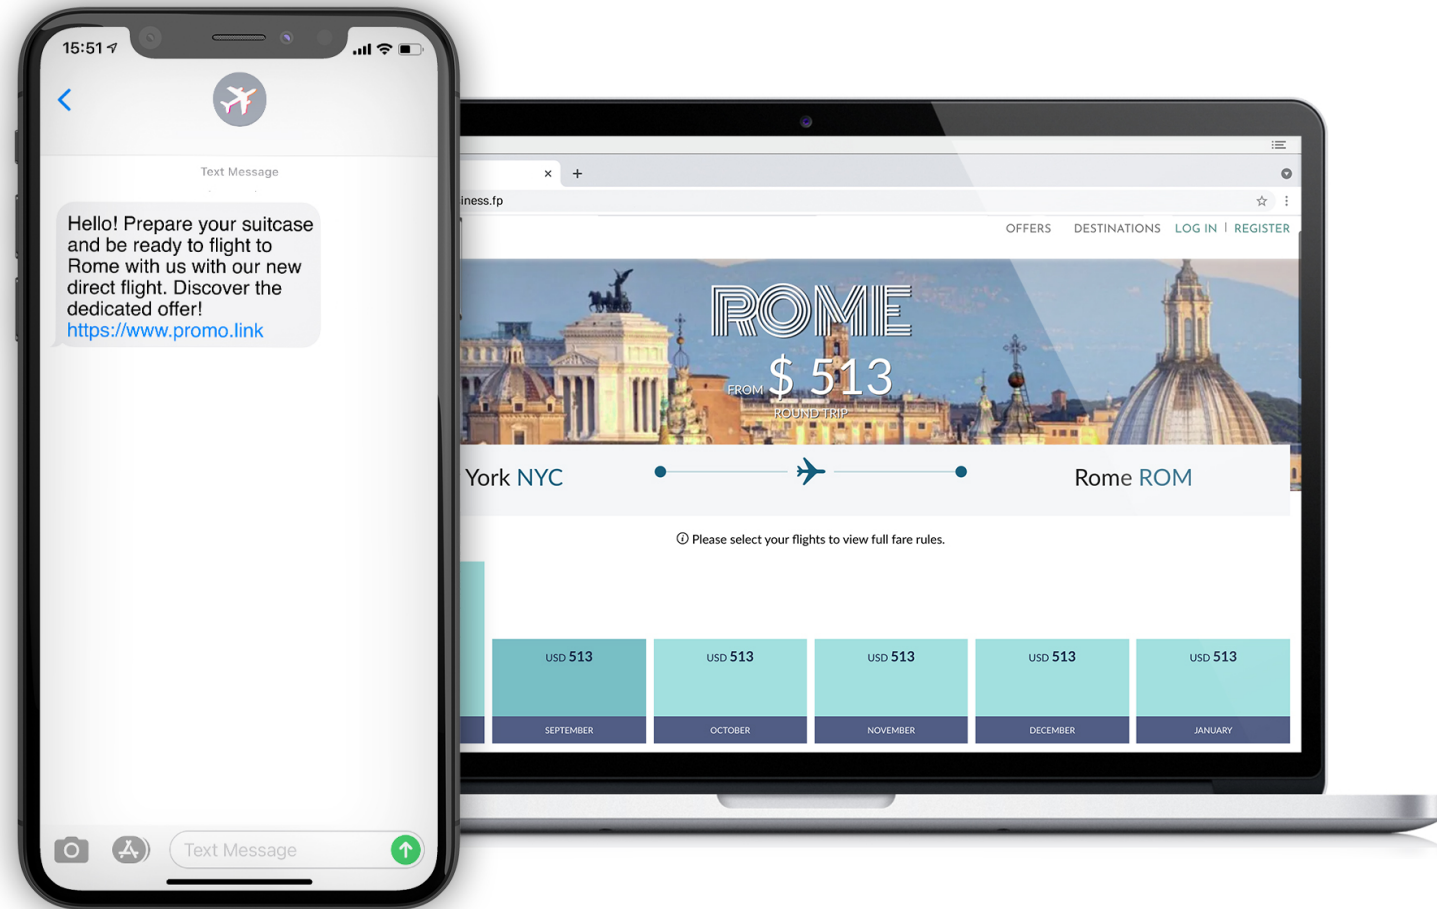 15:51
Text Message
Hello! Prepare your suitcase
and be ready to flight to
Rome with us with our new
direct flight. Discover the
dedicated offer!
https://www.promo.link
Text Message
iness.fp
OFFERS DESTINATIONS LOG IN | REGISTER
ROME
FROM $ 513
ROUND TRIP
York NYC
Rome ROM
Please select your flights to view full fare rules.
USD 513
USD 513
USD 513
USD 513
USD 513
SEPTEMBER
OCTOBER
NOVEMBER
DECEMBER
JANUARY